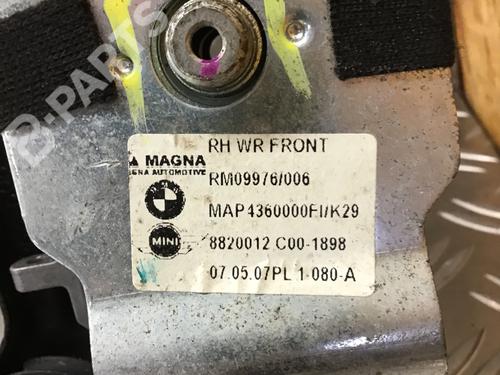 RH WR FRONT
MAGNA
GNA AUTOMOTIVE
RM09976/006
MAP4360000FI/K29
MINI
8820012 C00-1898
07.05.07PL 1-080-A
B-PARTS